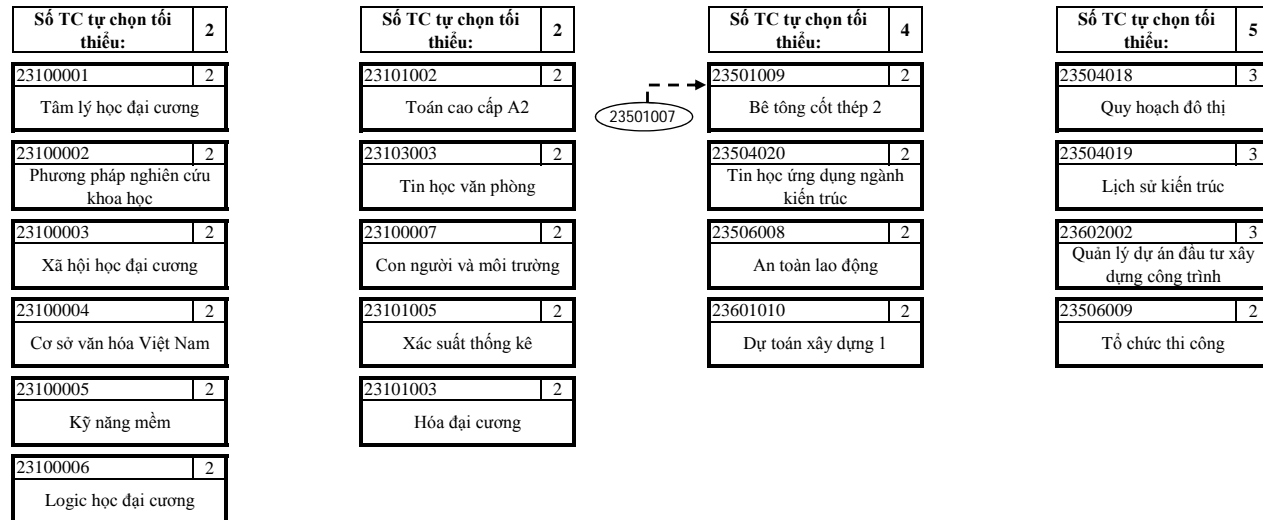 Số TC tự chọn tối
thiểu:
2
23100001
2
Tâm lý học đại cương
23100002
2
Phương pháp nghiên cứu
khoa học
23100003
2
Xã hội học đại cương
23100004
2
Cơ sở văn hóa Việt Nam
23100005
2
Kỹ năng mềm
23100006
2
Logic học đại cương
Số TC tự chọn tối
thiểu:
2
23101002
2
Toán cao cấp A2
23103003
2
Tin học văn phòng
23100007
2
Con người và môi trường
23101005
2
Xác suất thống kê
23101003
2
Hóa đại cương
23501007
Số TC tự chọn tối
thiểu:
4
23501009
2
Bê tông cốt thép 2
23504020
2
Tin học ứng dụng ngành
kiến trúc
23506008
2
An toàn lao động
23601010
2
Dự toán xây dựng 1
Số TC tự chọn tối
thiểu:
5
23504018
3
Quy hoạch đô thị
23504019
3
Lịch sử kiến trúc
23602002
3
Quản lý dự án đầu tư xây
dựng công trình
23506009
2
Tổ chức thi công